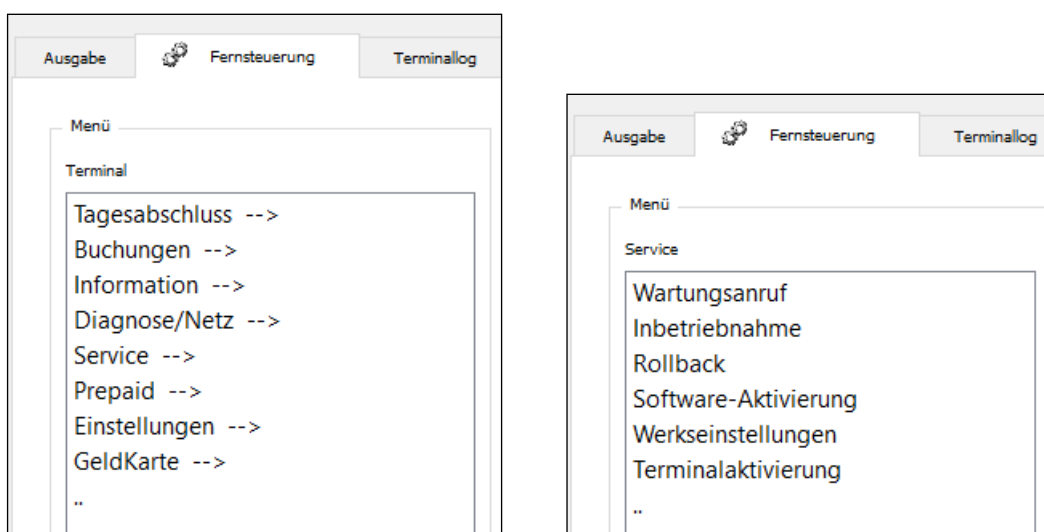 Ausgabe
Fernsteuerung
Terminallog
Menü
Terminal
Tagesabschluss -->
Buchungen -->
Information -->
Diagnose/Netz -->
Service -->
Prepaid -->
Einstellungen -->
GeldKarte -->
..
Ausgabe
Fernsteuerung
Terminallog
Menü
Service
Wartungsanruf
Inbetriebnahme
Rollback
Software-Aktivierung
Werkseinstellungen
Terminalaktivierung
..